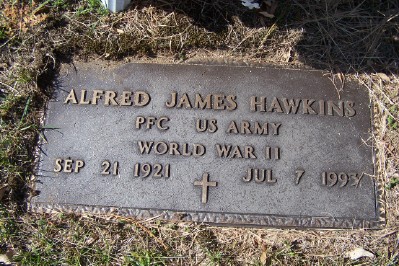 ALFRED JAMES HAWKINS
PFC US ARMY
WORLD WAR II
SEP 21 1921 JUL 7 1993